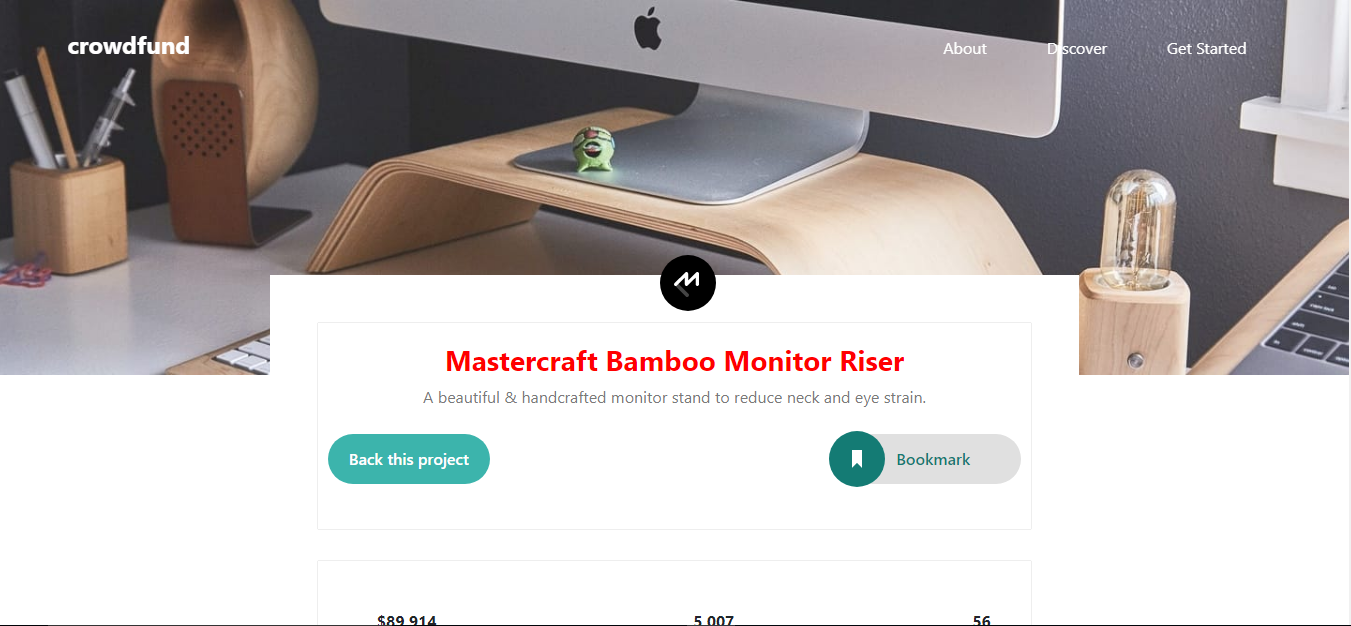 crowdfund
About
Discover
Get Started
Mastercraft Bamboo Monitor Riser
A beautiful & handcrafted monitor stand to reduce neck and eye strain.
Back this project
Bookmark
$89,914
5,007
56